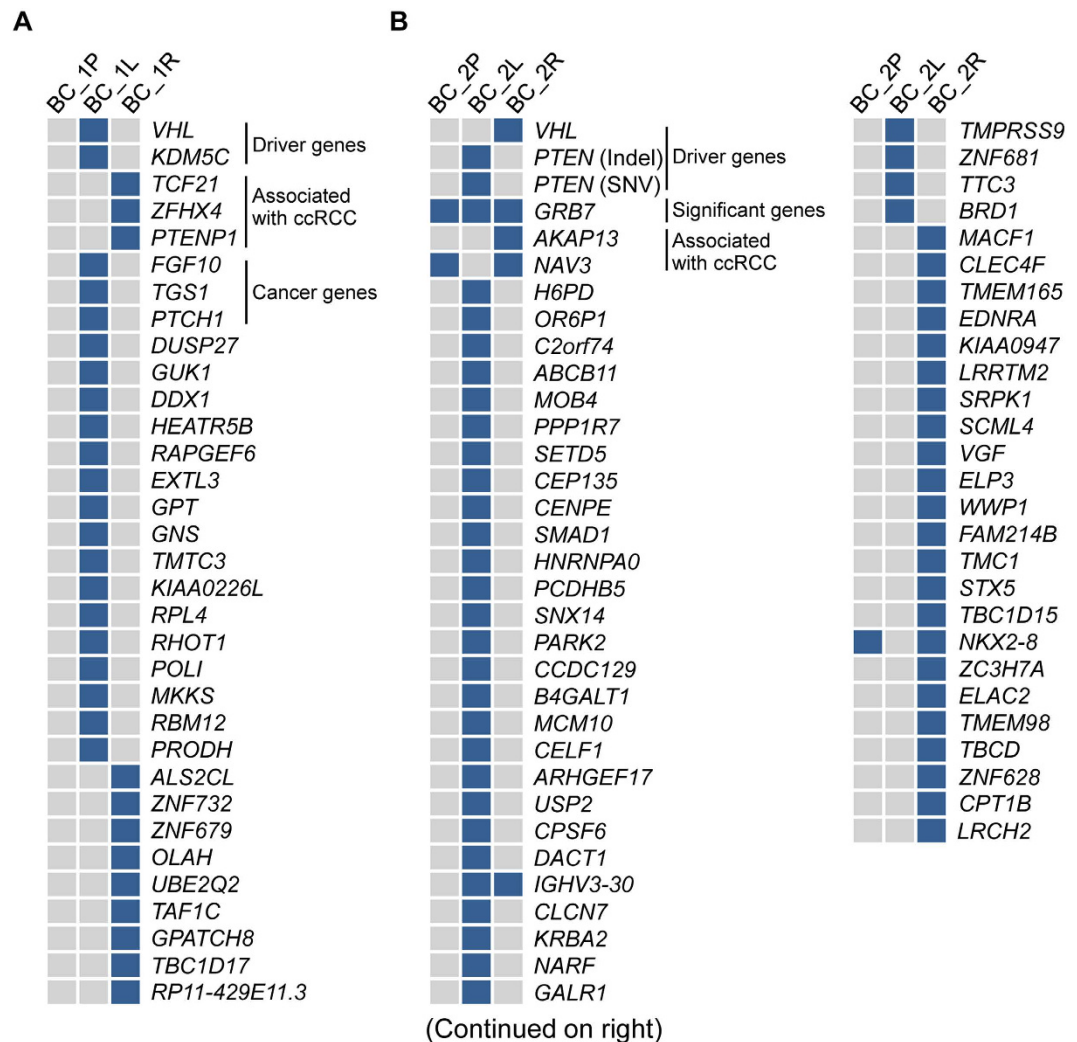 A
BC_1P
BC_1L
BC_1R
VHL
KDM5C
Driver genes
TCF21
ZFHX4
PTENP1
Associated
with ccRCC
FGF10
TGS1
PTCH1
Cancer genes
DUSP27
GUK1
DDX1
HEATR5B
RAPGEF6
EXTL3
GPT
GNS
TMTC3
KIAA0226L
RPL4
RHOT1
POLI
MKKS
RBM12
PRODH
ALS2CL
ZNF732
ZNF679
OLAH
UBE2Q2
TAF1C
GPATCH8
TBC1D17
RP11-429E11.3
B
BC_2P
BC_2L
BC_2R
VHL
PTEN (Indel)
PTEN (SNV)
Driver genes
GRB7
Significant genes
AKAP13
NAV3
Associated
with ccRCC
H6PD
OR6P1
C2orf74
ABCB11
MOB4
PPP1R7
SETD5
CEP135
CENPE
SMAD1
HNRNPA0
PCDHB5
SNX14
PARK2
CCDC129
B4GALT1
MCM10
CELF1
ARHGEF17
USP2
CPSF6
DACT1
IGHV3-30
CLCN7
KRBA2
NARF
GALR1
(Continued on right)
BC_2P
BC_2L
BC_2R
TMPRSS9
ZNF681
TTC3
BRD1
MACF1
CLEC4F
TMEM165
EDNRA
KIAA0947
LRRTM2
SRPK1
SCML4
VGF
ELP3
WWP1
FAM214B
TMC1
STX5
TBC1D15
NKX2-8
ZC3H7A
ELAC2
TMEM98
TBCD
ZNF628
CPT1B
LRCH2